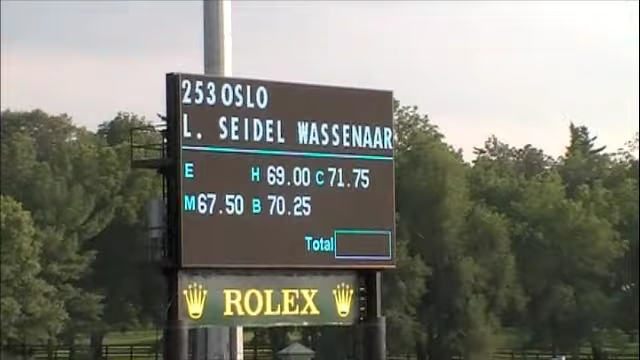 253 OSLO
L. SEIDEL WASSENAAR
E H 69.00 C 71.75
M 67.50 B 70.25
Total
ROLEX